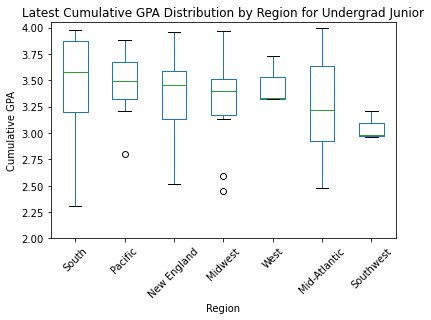 Latest Cumulative GPA Distribution by Region for Undergrad Junior
Cumulative GPA
4.00
3.75
3.50
3.25
3.00
2.75
2.50
2.25
2.00
South
Pacific
New England
Midwest
West
Mid-Atlantic
Southwest
Region